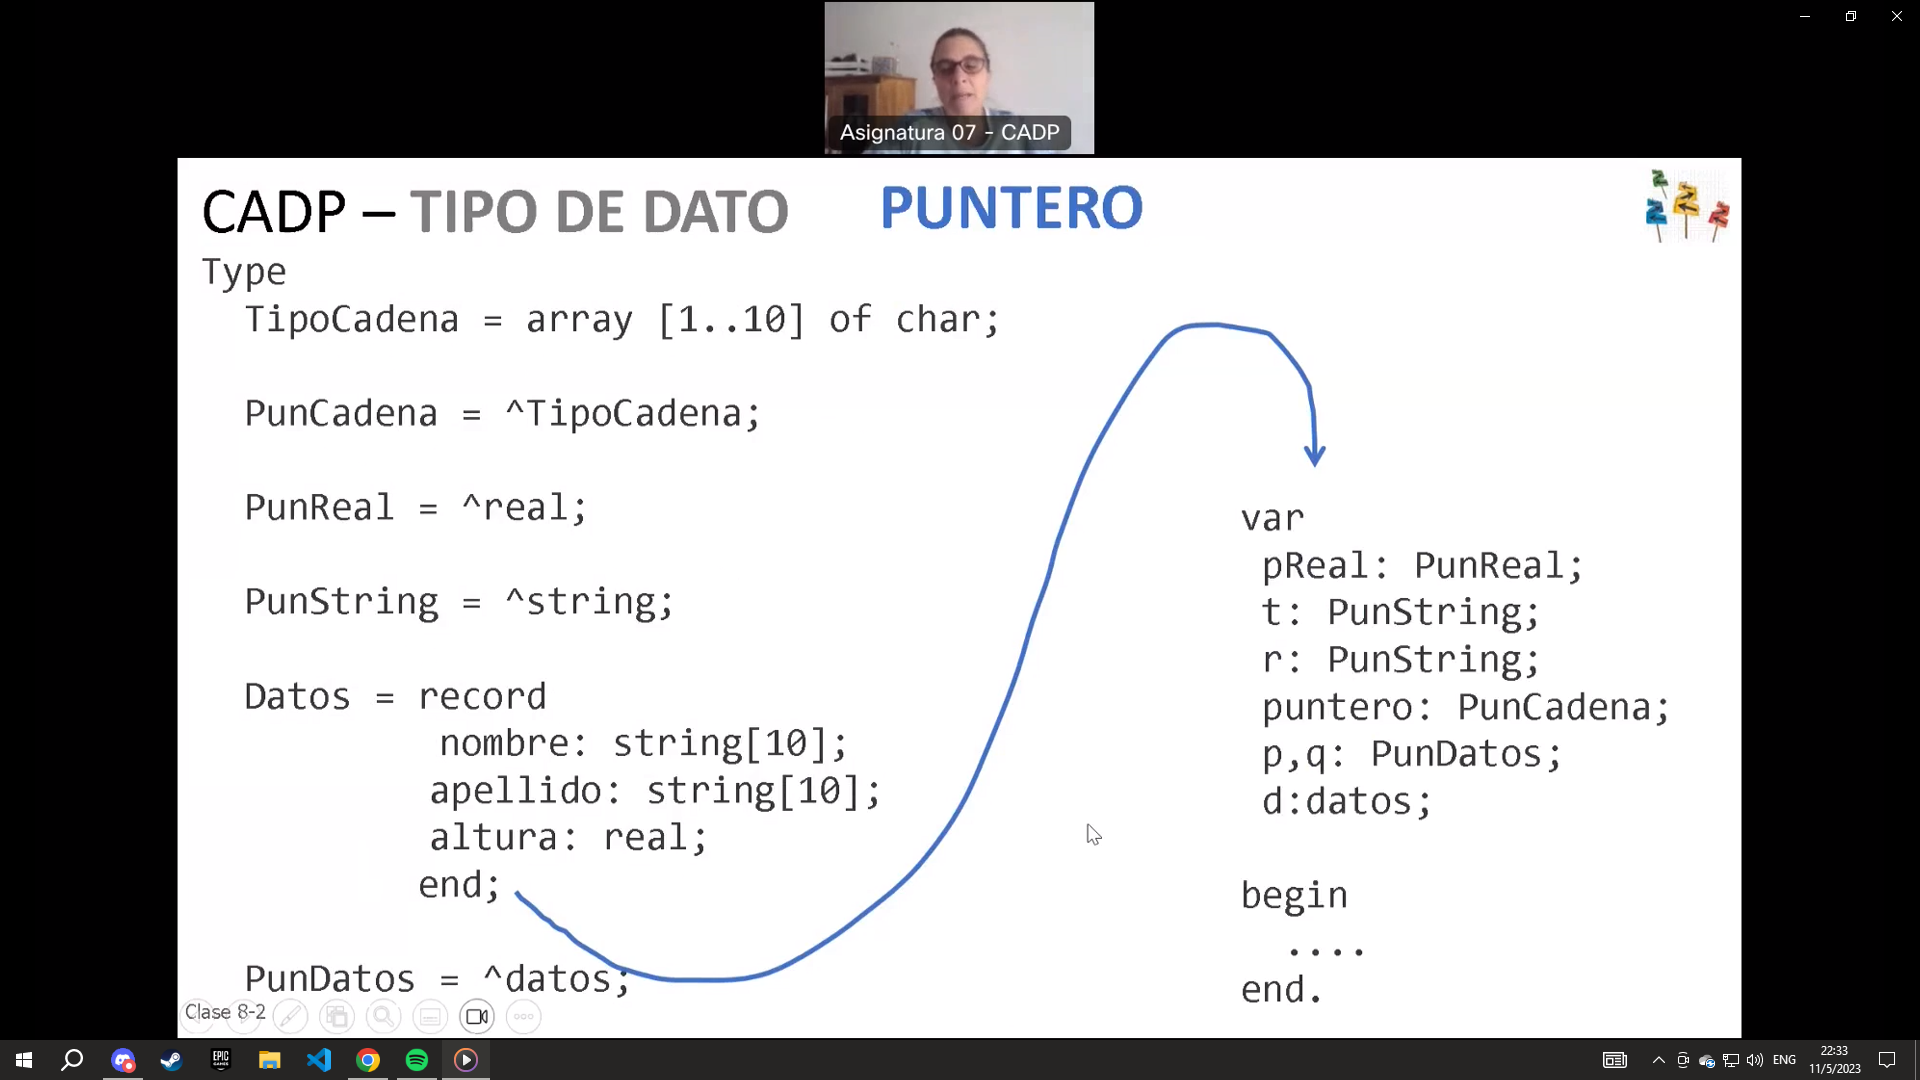 Asignatura 07 - CADP
CADP – TIPO DE DATO PUNTERO
Type
TipoCadena = array [1..10] of char;
PunCadena = ^TipoCadena;
PunReal = ^real;
PunString = ^string;
Datos = record
nombre: string[10];
apellido: string[10];
altura: real;
end;
PunDatos = ^datos;
var
pReal: PunReal;
t: PunString;
r: PunString;
puntero: PunCadena;
p,q: PunDatos;
d:datos;
begin
....
end.
Clase 8-2
EPIC
GAMES
ENG
22:33
11/5/2023